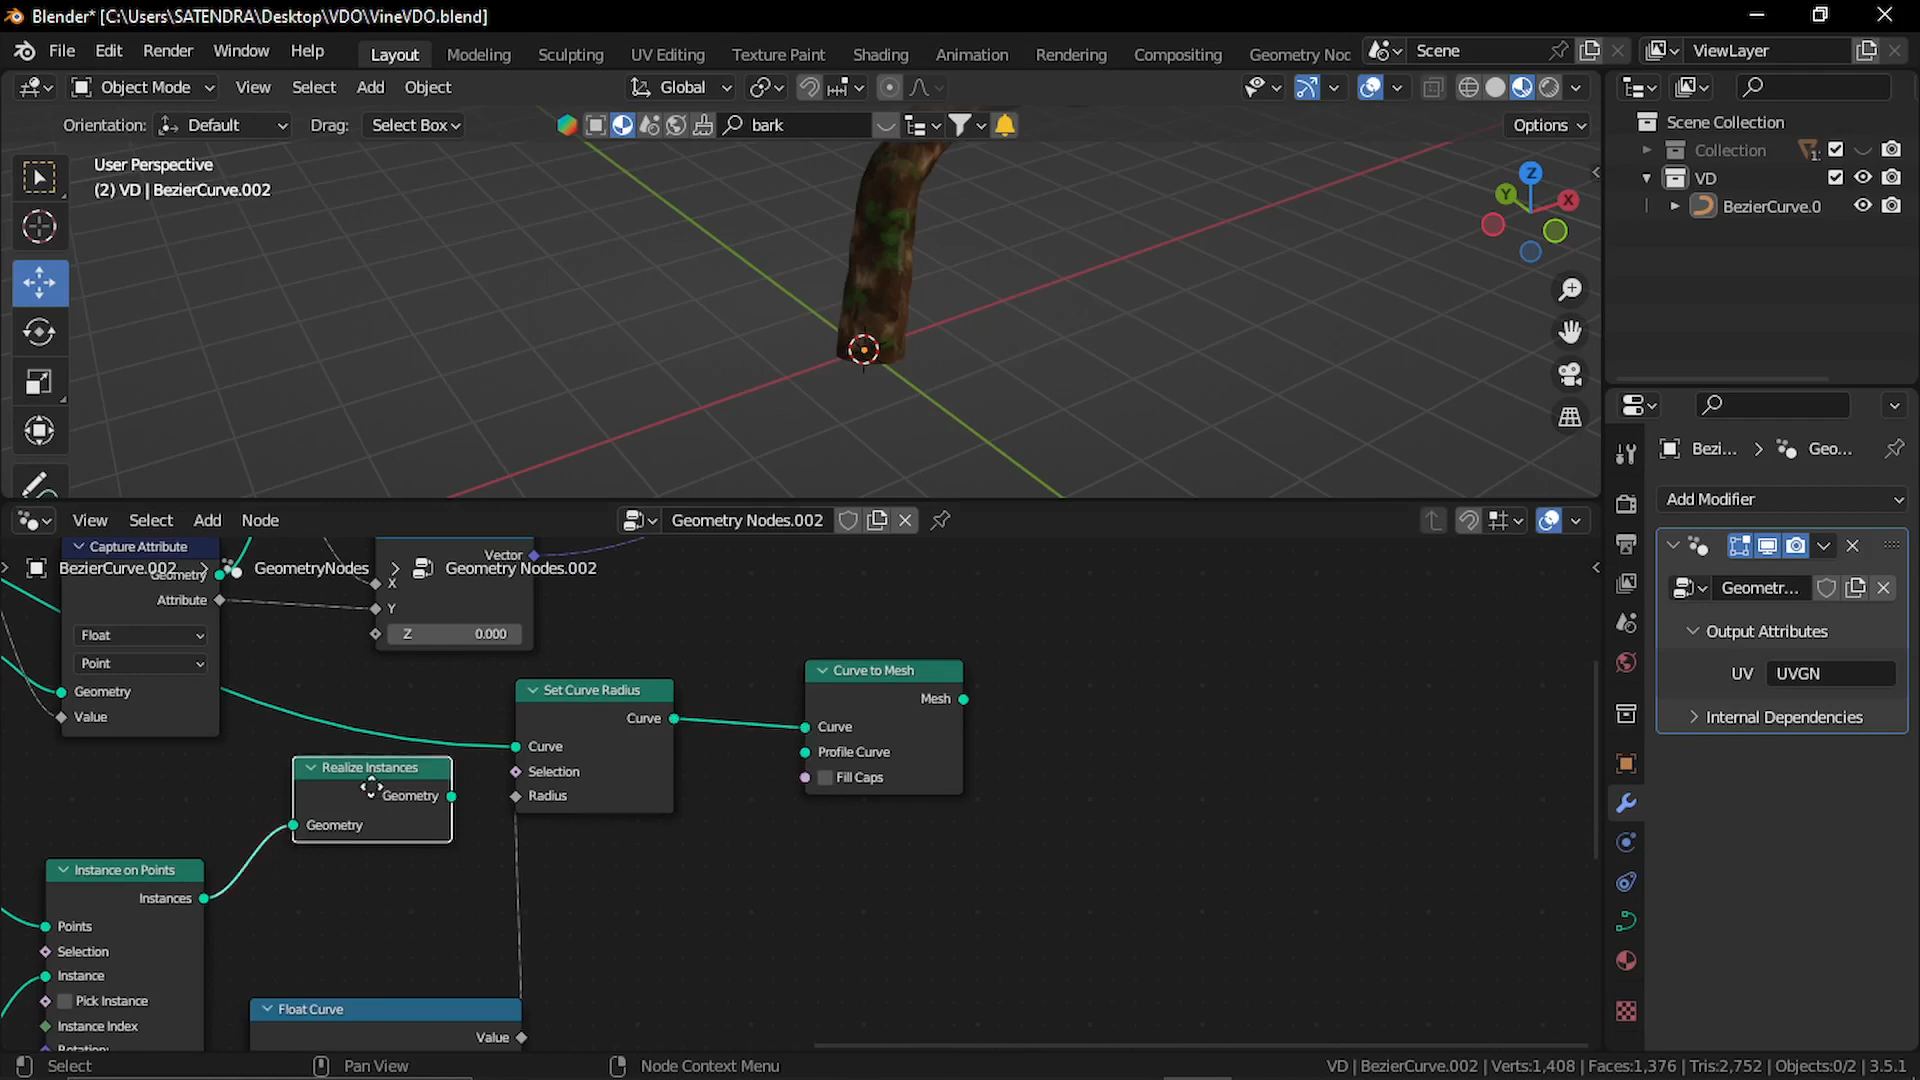 Blender* [C:\Users\SATENDRA\Desktop\VDO\VineVDO.blend]
File Edit Render Window Help Layout Modeling Sculpting UV Editing Texture Paint Shading Animation Rendering Compositing Geometry Noc Scene ViewLayer
Object Mode View Select Add Object Global
Orientation: Default Drag: Select Box bark Options
User Perspective
(2) VD | BezierCurve.002
Z
Y
X
Scene Collection
Collection 1:
VD
BezierCurve.0
Bezi... Geo...
Add Modifier
Geometr...
Output Attributes
UV UVGN
Internal Dependencies
View Select Add Node Geometry Nodes.002
BezierCurve.002 GeometryNodes Geometry Nodes.002
Capture Attribute
Geometry
Attribute
Float
Point
Geometry
Value
Vector
X
Y
Z 0.000
Set Curve Radius
Curve
Curve
Selection
Radius
Curve to Mesh
Mesh
Curve
Profile Curve
Fill Caps
Realize Instances
Geometry
Geometry
Instance on Points
Instances
Points
Selection
Instance
Pick Instance
Instance Index
Rotation
Float Curve
Value
Select Pan View Node Context Menu VD | BezierCurve.002 | Verts:1,408 | Faces:1,376 | Tris:2,752 | Objects:0/2 | 3.5.1